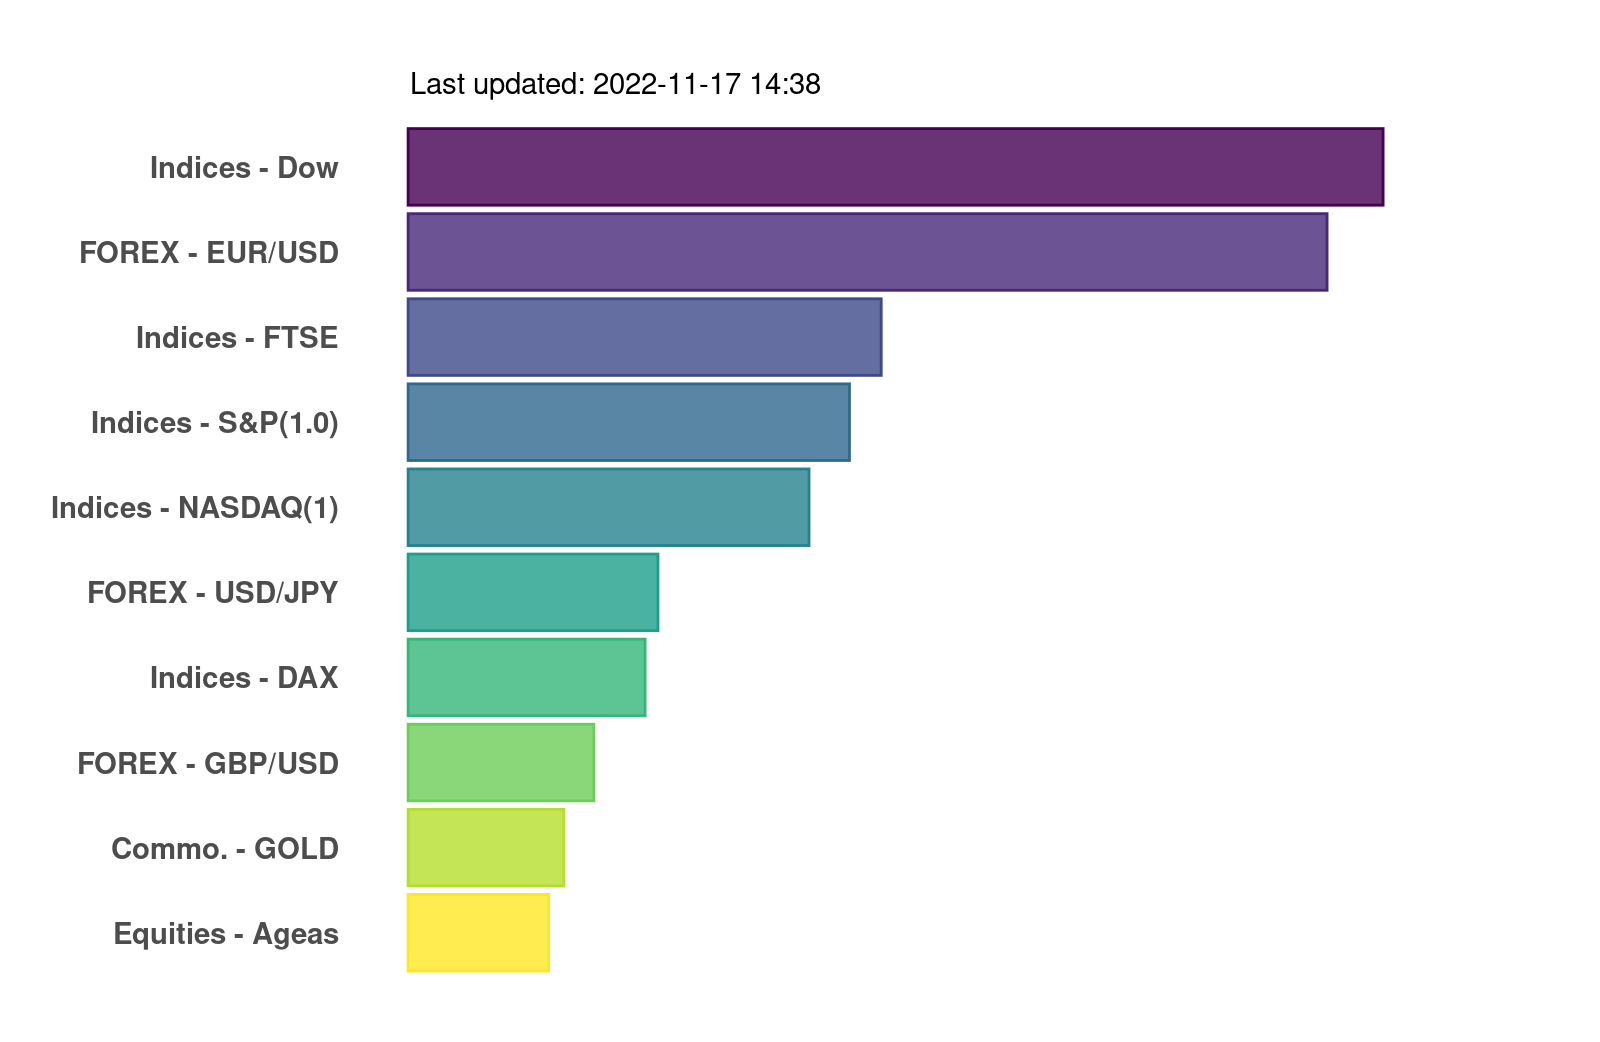 Last updated: 2022-11-17 14:38
Indices - Dow
FOREX - EUR/USD
Indices - FTSE
Indices - S&P(1.0)
Indices - NASDAQ(1)
FOREX - USD/JPY
Indices - DAX
FOREX - GBP/USD
Commo. - GOLD
Equities - Ageas